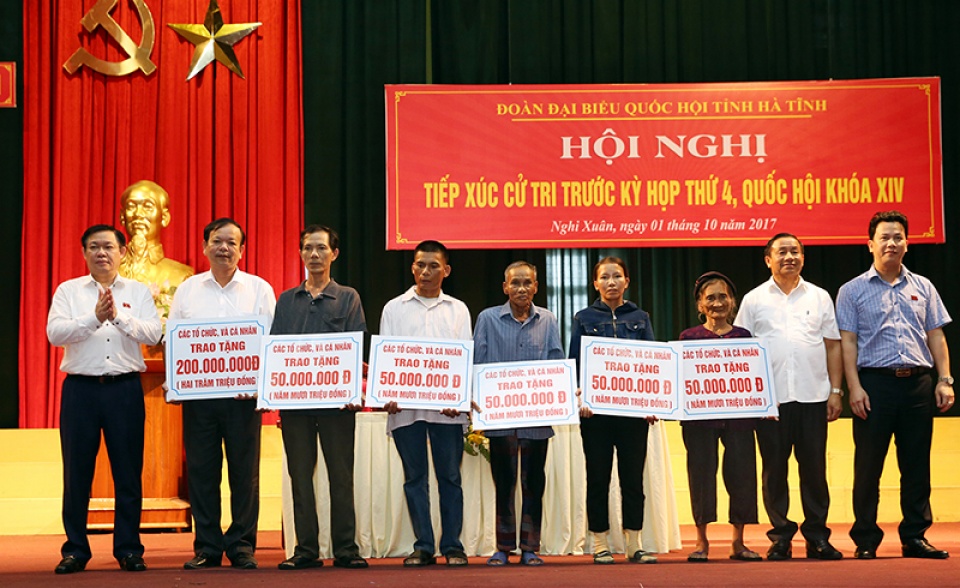 ĐOÀN ĐẠI BIỂU QUỐC HỘI TỈNH HÀ TĨNH
HỘI NGHỊ
TIẾP XÚC CỬ TRI TRƯỚC KỲ HỌP THỨ 4, QUỐC HỘI KHÓA XIV
Nghi Xuân, ngày 01 tháng 10 năm 2017
CÁC TỔ CHỨC, VÀ CÁ NHÂN
TRAO TẶNG
200.000.000Đ
( HAI TRĂM TRIỆU ĐỒNG )
CÁC TỔ CHỨC, VÀ CÁ NHÂN
TRAO TẶNG
50.000.000 Đ
( NĂM MƯƠI TRIỆU ĐỒNG )
CÁC TỔ CHỨC, VÀ CÁ NHÂN
TRAO TẶNG
50.000.000 Đ
( NĂM MƯƠI TRIỆU ĐỒNG )
CÁC TỔ CHỨC, VÀ CÁ NHÂN
TRAO TẶNG
50.000.000 Đ
( NĂM MƯƠI TRIỆU ĐỒNG )
CÁC TỔ CHỨC, VÀ CÁ NHÂN
TRAO TẶNG
50.000.000 Đ
( NĂM MƯƠI TRIỆU ĐỒNG )
CÁC TỔ CHỨC, VÀ CÁ NHÂN
TRAO TẶNG
50.000.000 Đ
( NĂM MƯƠI TRIỆU ĐỒNG )